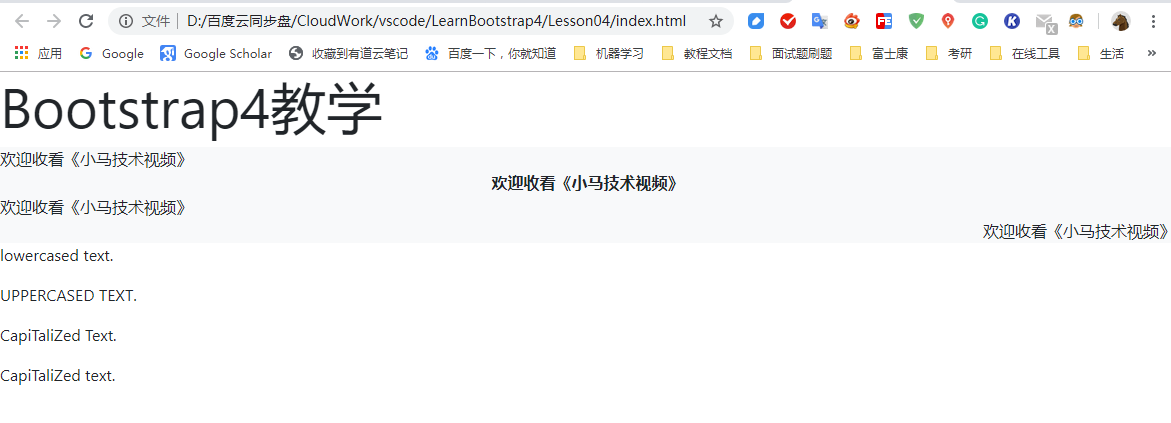 文件 D:/百度云同步盘/CloudWork/vscode/LearnBootstrap4/Lesson04/index.html
应用 Google Google Scholar 收藏到有道云笔记 百度一下，你就知道 机器学习 教程文档 面试题刷题 富士康 考研 在线工具 生活 »
Bootstrap4教学
欢迎收看《小马技术视频》
欢迎收看《小马技术视频》
欢迎收看《小马技术视频》
欢迎收看《小马技术视频》
lowercased text.
UPPERCASED TEXT.
CapiTaliZed Text.
CapiTaliZed text.